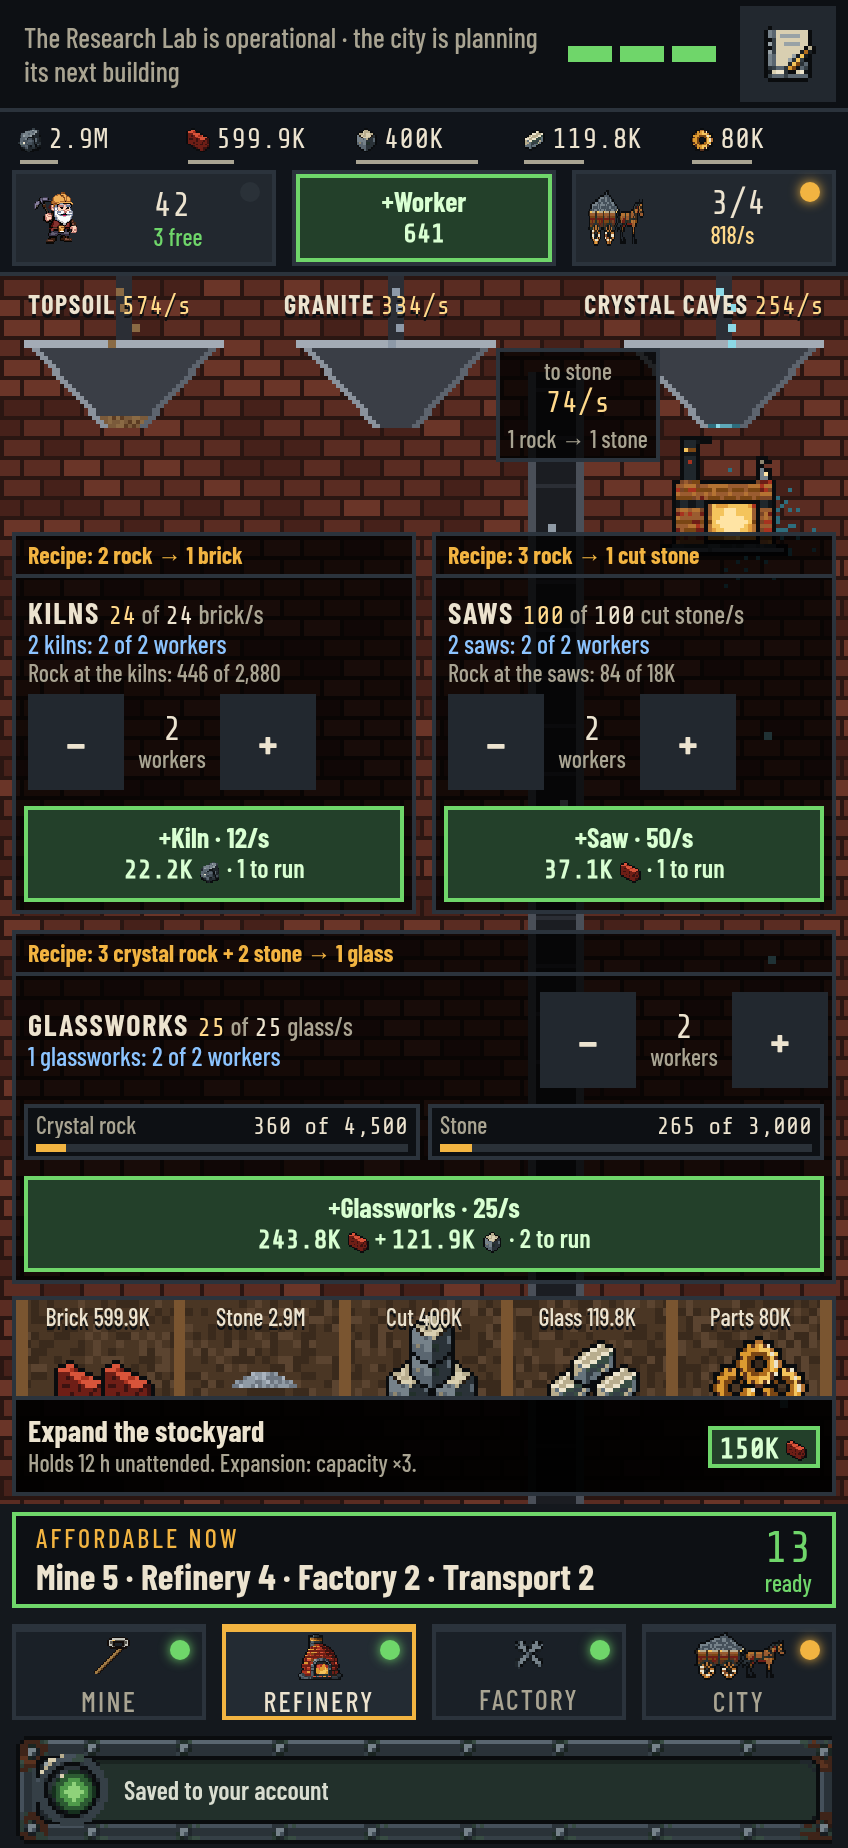 The Research Lab is operational · the city is planning
its next building
2.9M
599.9K
400K
119.8K
80K
42
3 free
+Worker
641
3/4
818/s
TOPSOIL 574/s
GRANITE 334/s
CRYSTAL CAVES 254/s
to stone
74/s
1 rock → 1 stone
Recipe: 2 rock → 1 brick
KILNS 24 of 24 brick/s
2 kilns: 2 of 2 workers
Rock at the kilns: 446 of 2,880
−
2
workers
+
+Kiln · 12/s
22.2K · 1 to run
Recipe: 3 rock → 1 cut stone
SAWS 100 of 100 cut stone/s
2 saws: 2 of 2 workers
Rock at the saws: 84 of 18K
−
2
workers
+
+Saw · 50/s
37.1K · 1 to run
Recipe: 3 crystal rock + 2 stone → 1 glass
GLASSWORKS 25 of 25 glass/s
1 glassworks: 2 of 2 workers
−
2
workers
+
Crystal rock 360 of 4,500
Stone 265 of 3,000
+Glassworks · 25/s
243.8K + 121.9K · 2 to run
Brick 599.9K
Stone 2.9M
Cut 400K
Glass 119.8K
Parts 80K
Expand the stockyard
Holds 12 h unattended. Expansion: capacity ×3.
150K
AFFORDABLE NOW
Mine 5 · Refinery 4 · Factory 2 · Transport 2
13
ready
MINE
REFINERY
FACTORY
CITY
Saved to your account